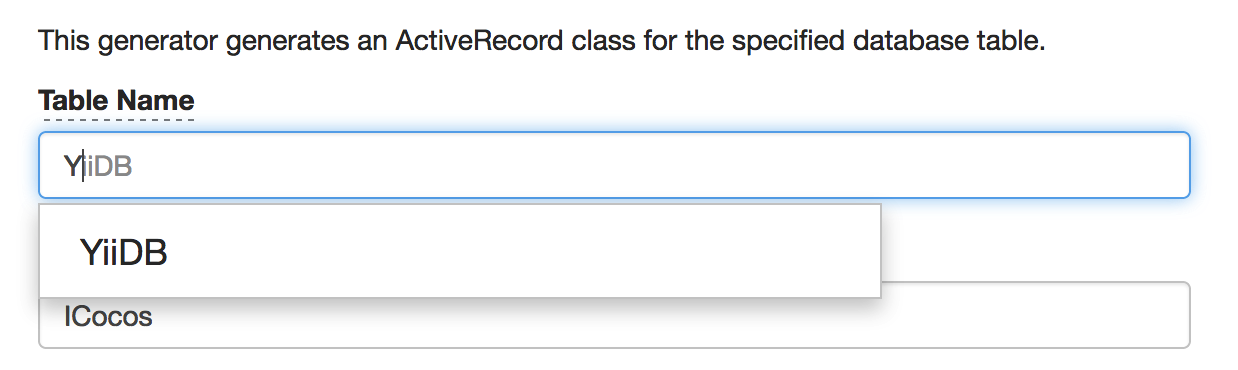 This generator generates an ActiveRecord class for the specified database table.
Table Name
YiiDB
YiiDB
ICocos